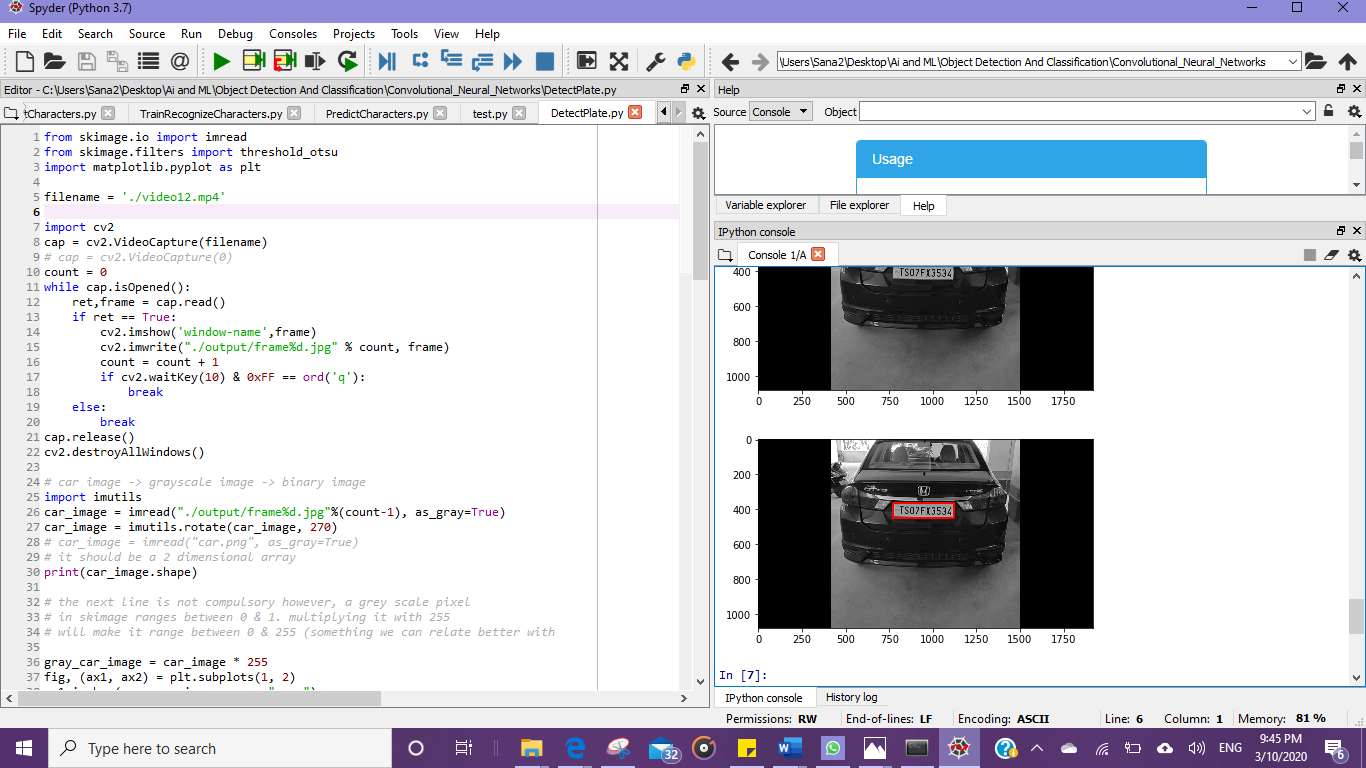 Spyder (Python 3.7)
File Edit Search Source Run Debug Consoles Projects Tools View Help
\Users\Sana2\Desktop\Ai and ML\Object Detection And Classification\Convolutional_Neural_Networks
Editor - C:\Users\Sana2\Desktop\Ai and ML\Object Detection And Classification\Convolutional_Neural_Networks\DetectPlate.py
tCharacters.py TrainRecognizeCharacters.py PredictCharacters.py test.py DetectPlate.py
1 from skimage.io import imread
2 from skimage.filters import threshold_otsu
3 import matplotlib.pyplot as plt
4
5 filename = './video12.mp4'
6
7 import cv2
8 cap = cv2.VideoCapture(filename)
9 # cap = cv2.VideoCapture(0)
10 count = 0
11 while cap.isOpened():
12     ret,frame = cap.read()
13     if ret == True:
14         cv2.imshow('window-name',frame)
15         cv2.imwrite("./output/frame%d.jpg" % count, frame)
16         count = count + 1
17         if cv2.waitKey(10) & 0xFF == ord('q'):
18             break
19     else:
20         break
21 cap.release()
22 cv2.destroyAllWindows()
23
24 # car image -> grayscale image -> binary image
25 import imutils
26 car_image = imread("./output/frame%d.jpg"%(count-1), as_gray=True)
27 car_image = imutils.rotate(car_image, 270)
28 # car_image = imread("car.png", as_gray=True)
29 # it should be a 2 dimensional array
30 print(car_image.shape)
31
32 # the next line is not compulsory however, a grey scale pixel
33 # in skimage ranges between 0 & 1. multiplying it with 255
34 # will make it range between 0 & 255 (something we can relate better with
35
36 gray_car_image = car_image * 255
37 fig, (ax1, ax2) = plt.subplots(1, 2)
Help
Source Console Object
Usage
Variable explorer File explorer Help
IPython console
Console 1/A
400
600
800
1000
0 250 500 750 1000 1250 1500 1750
TS07FX3534
0
200
400
600
800
1000
0 250 500 750 1000 1250 1500 1750
TS07FX3534
In [7]:
IPython console History log
Permissions: RW End-of-lines: LF Encoding: ASCII Line: 6 Column: 1 Memory: 81 %
Type here to search
32
ENG
9:45 PM
3/10/2020
6